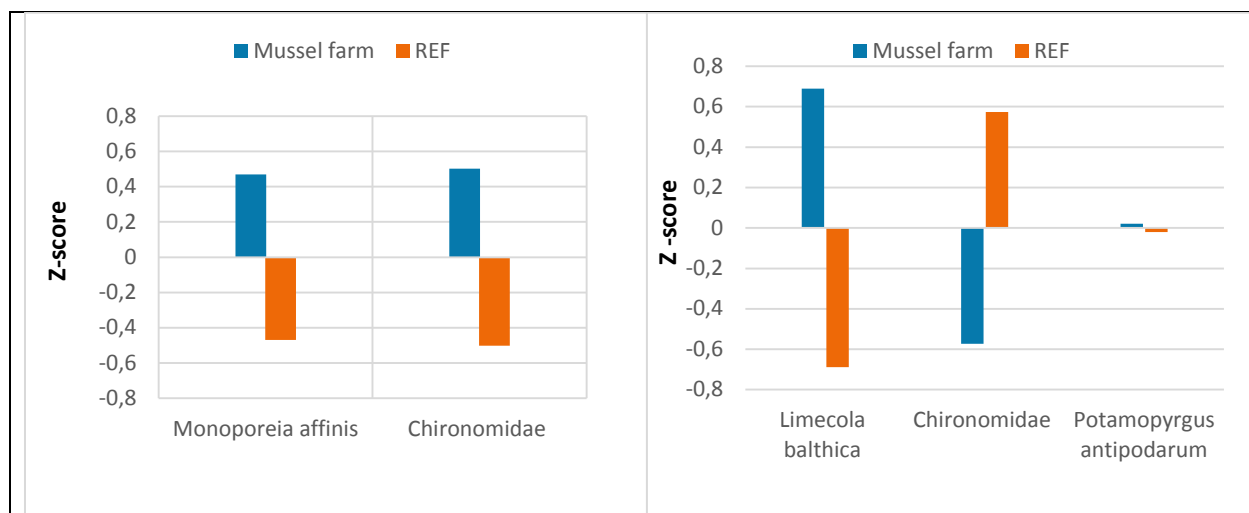 Mussel farm REF
0,8
0,6
0,4
0,2
0
-0,2
-0,4
-0,6
-0,8
Z-score
Monoporeia affinis Chironomidae
Mussel farm REF
0,8
0,6
0,4
0,2
0
-0,2
-0,4
-0,6
-0,8
Z -score
Limecola Chironomidae Potamopyrgus
balthica antipodarum